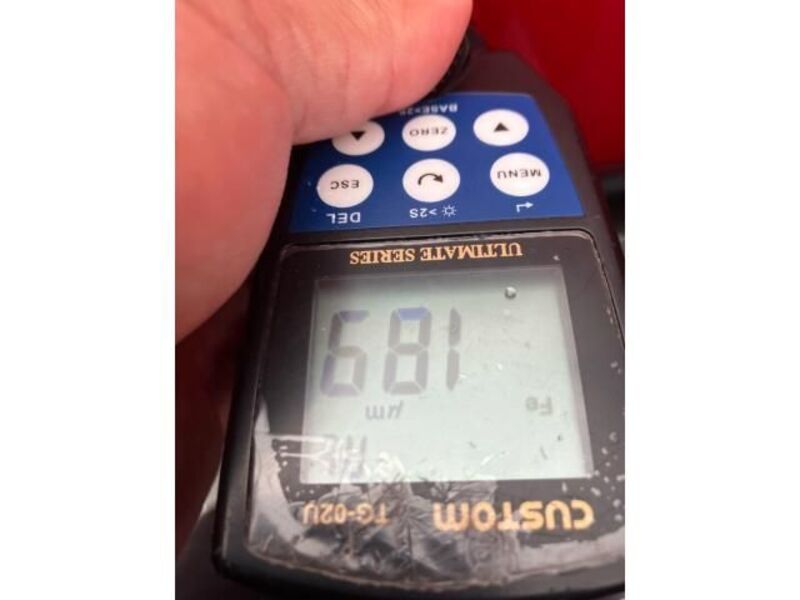 CUSTOM TG-02U
Fe μm
189
ULTIMATE SERIES
>2S DEL
MENU ESC
ZERO